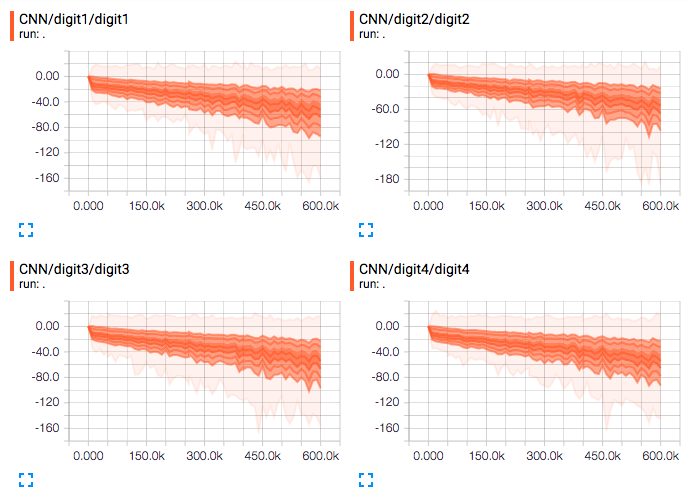 CNN/digit1/digit1
run: .
0.00
-40.0
-80.0
-120
-160
0.000 150.0k 300.0k 450.0k 600.0k
CNN/digit2/digit2
run: .
0.00
-60.0
-120
180
0.000 150.0k 300.0k 450.0k 600.0k
CNN/digit3/digit3
run: .
0.00
-40.0
-80.0
-160
0.000 150.0k 300.0k 450.0k 600.0k
CNN/digit4/digit4
run: .
0.00
-40.0
-80.0
-160
0.000 150.0k 300.0k 450.0k 600.0k